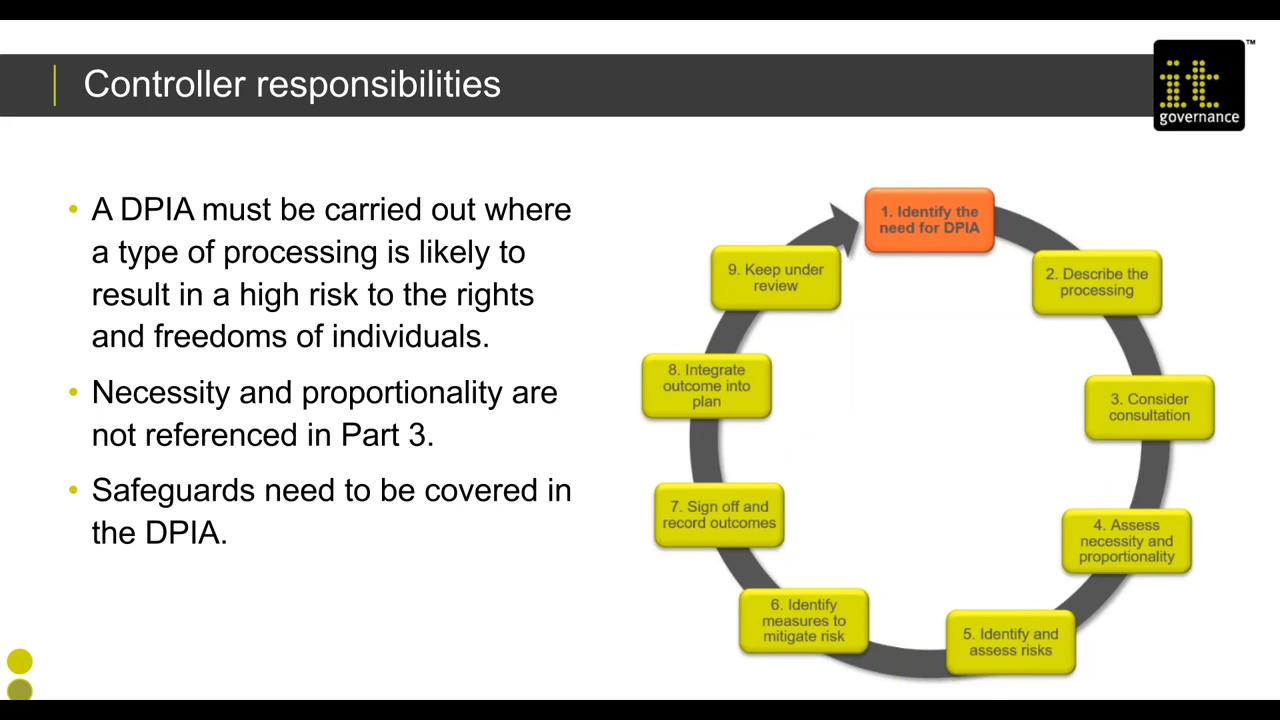 Controller responsibilities
™
it
governance
• A DPIA must be carried out where
a type of processing is likely to
result in a high risk to the rights
and freedoms of individuals.
• Necessity and proportionality are
not referenced in Part 3.
• Safeguards need to be covered in
the DPIA.
1. Identify the
need for DPIA
2. Describe the
processing
3. Consider
consultation
4. Assess
necessity and
proportionality
5. Identify and
assess risks
6. Identify
measures to
mitigate risk
7. Sign off and
record outcomes
8. Integrate
outcome into
plan
9. Keep under
review